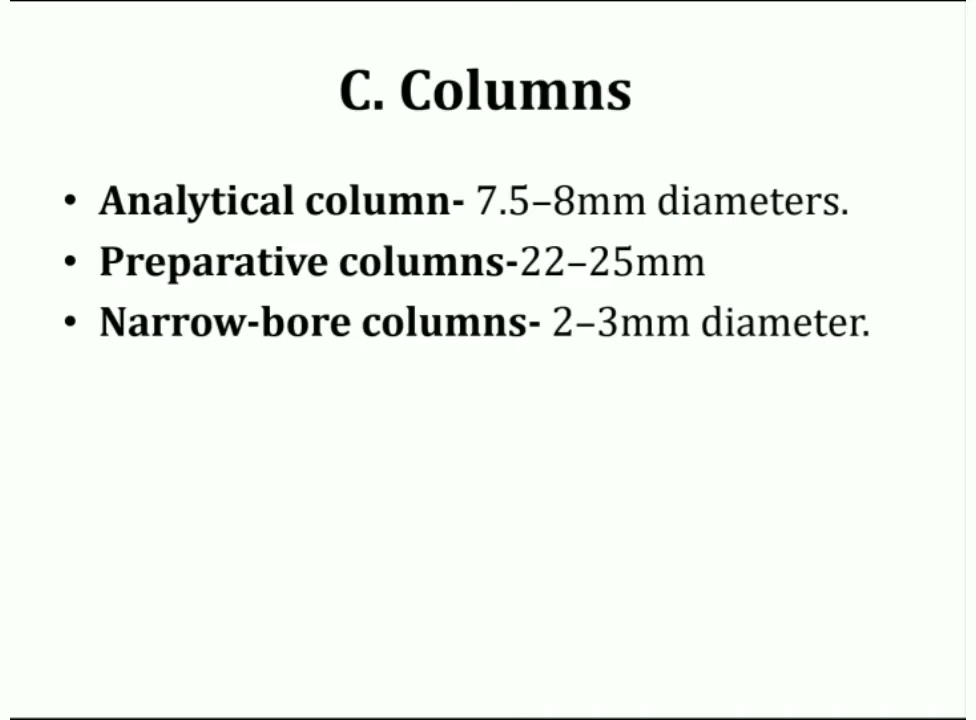 C. Columns
• Analytical column- 7.5–8mm diameters.
• Preparative columns-22–25mm
• Narrow-bore columns- 2–3mm diameter.